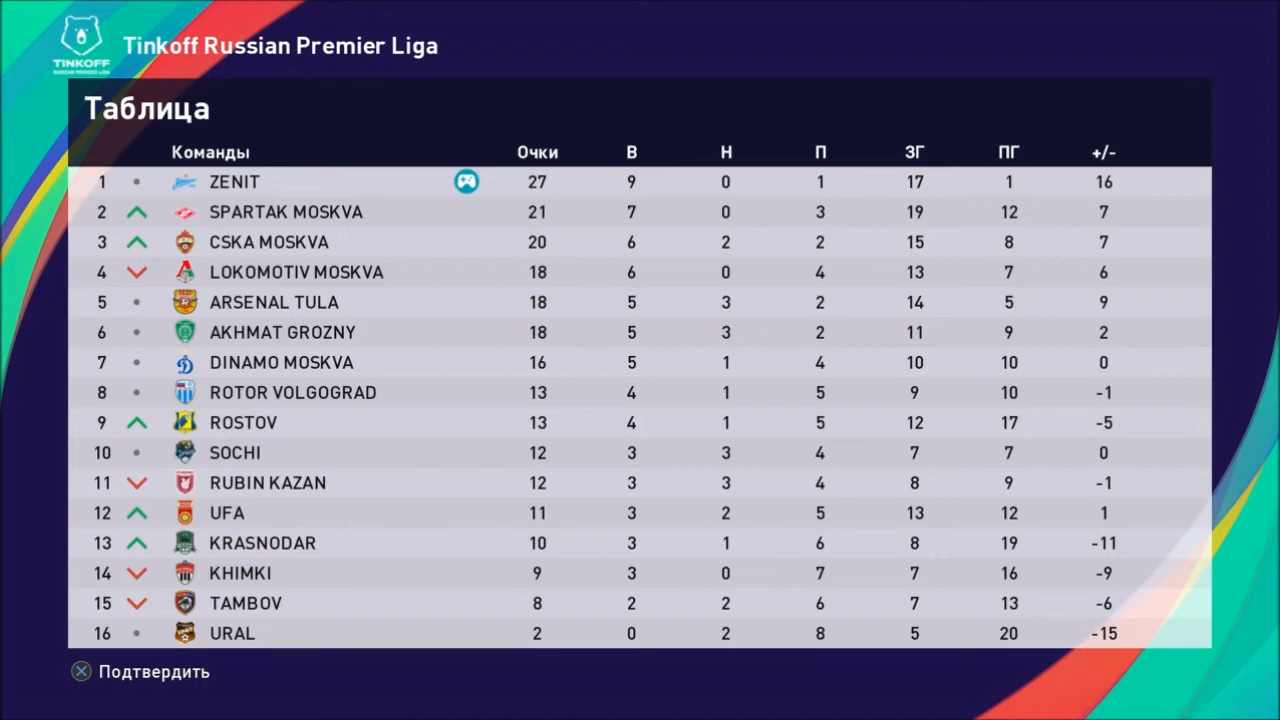 TINKOFF
RUSSIAN PREMIER LIGA
Tinkoff Russian Premier Liga
Таблица
Команды Очки В Н П ЗГ ПГ +/-
1 ZENIT 27 9 0 1 17 1 16
2 SPARTAK MOSKVA 21 7 0 3 19 12 7
3 CSKA MOSKVA 20 6 2 2 15 8 7
4 LOKOMOTIV MOSKVA 18 6 0 4 13 7 6
5 ARSENAL TULA 18 5 3 2 14 5 9
6 AKHMAT GROZNY 18 5 3 2 11 9 2
7 DINAMO MOSKVA 16 5 1 4 10 10 0
8 ROTOR VOLGOGRAD 13 4 1 5 9 10 -1
9 ROSTOV 13 4 1 5 12 17 -5
10 SOCHI 12 3 3 4 7 7 0
11 RUBIN KAZAN 12 3 3 4 8 9 -1
12 UFA 11 3 2 5 13 12 1
13 KRASNODAR 10 3 1 6 8 19 -11
14 KHIMKI 9 3 0 7 7 16 -9
15 TAMBOV 8 2 2 6 7 13 -6
16 URAL 2 0 2 8 5 20 -15
Подтвердить